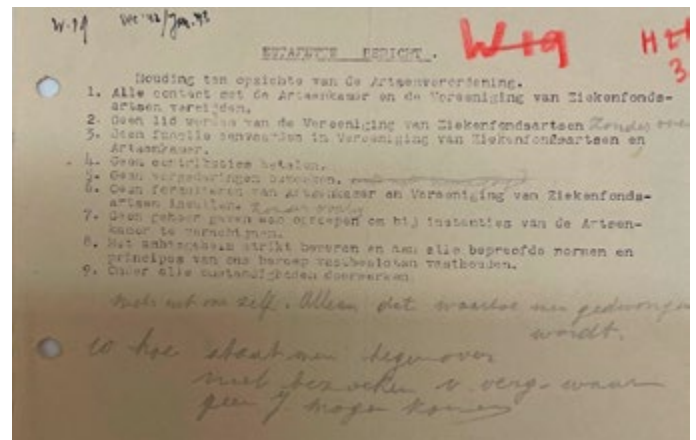 W-19 Dec '42/Jan. '43
W19 H
3
ESTAFETTE BERICHT.
Houding ten opzichte van de Artsenverordening.
1. Alle contact met de Artsenkamer en de Vereeniging van Ziekenfonds-
artsen vermijden.
2. Geen lid worden van de Vereeniging van Ziekenfondsartsen Zonder
3. Geen functie aanvaarden in Vereeniging van Ziekenfondsartsen en
Artsenkamer.
4. Geen contributies betalen.
5. Geen vergaderingen bezoeken.
6. Geen formulieren van Artsenkamer en Vereeniging van Ziekenfonds-
artsen invullen. Zonder
7. Geen gehoor geven aan oproepen om bij instanties van de Artsen-
kamer te verschijnen.
8. Het ambtsgeheim strikt bewaren en aan alle beproefde normen en
principes van ons beroep vastbesloten vasthouden.
9. Onder alle omstandigheden doorwerken.
zelf. Alleen dat waartoe men gedwongen
wordt.
10 hoe staat men tegenover
niet bezoeken v. verg. waar
geen mogen komen